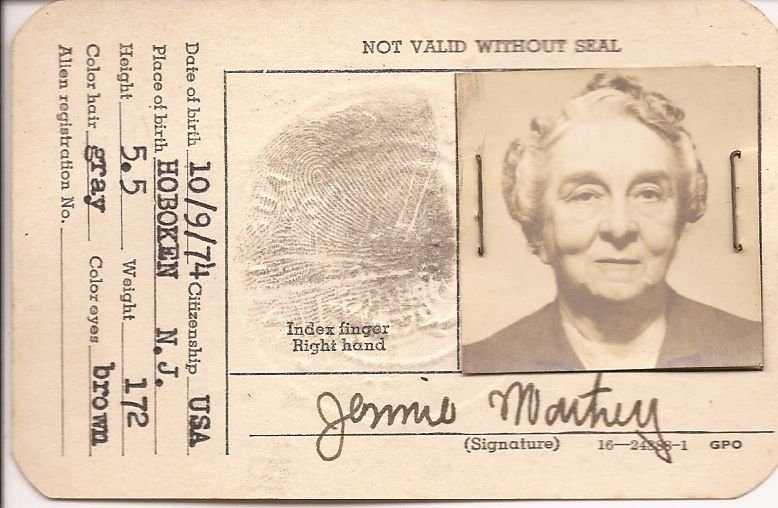 NOT VALID WITHOUT SEAL
Date of birth 10/9/74 Citizenship USA
Place of birth HOBOKEN N.J.
Height 5.5 Weight 172
Color hair gray Color eyes brown
Alien registration No.
Index finger
Right hand
Jennie
(Signature) GPO